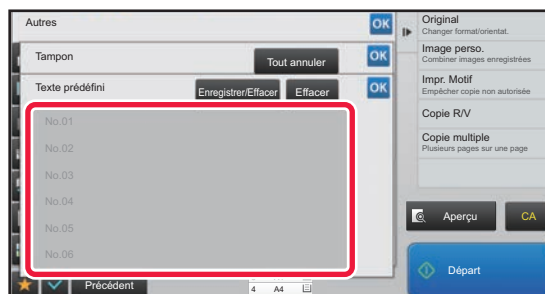 Autres
OK
Tampon
Tout annuler
OK
Texte prédéfini
Enregistrer/Effacer
Effacer
OK
No.01
No.02
No.03
No.04
No.05
No.06
Précédent
4 A4
Original
Changer format/orientat.
Image perso.
Combiner images enregistrées
Impr. Motif
Empêcher copie non autorisée
Copie R/V
Copie multiple
Plusieurs pages sur une page
Aperçu
CA
Départ